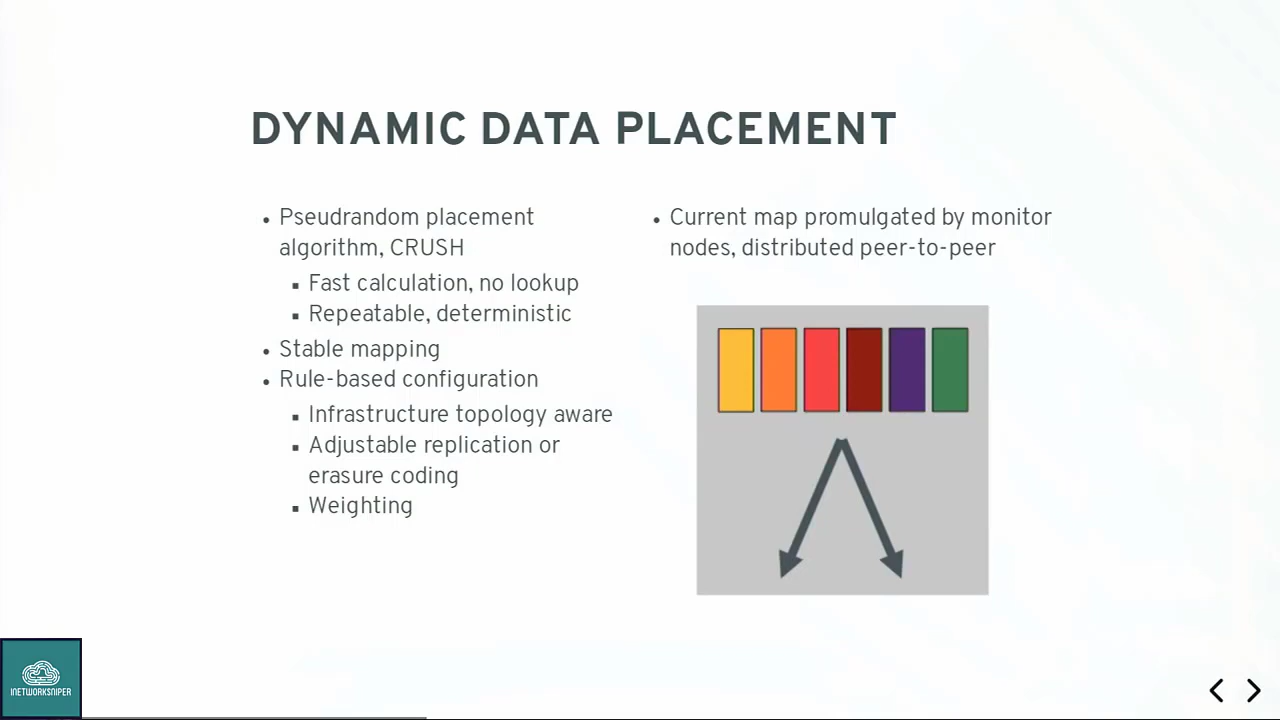 DYNAMIC DATA PLACEMENT
• Pseudrandom placement
algorithm, CRUSH
▪ Fast calculation, no lookup
▪ Repeatable, deterministic
• Stable mapping
• Rule-based configuration
▪ Infrastructure topology aware
▪ Adjustable replication or
erasure coding
▪ Weighting
• Current map promulgated by monitor
nodes, distributed peer-to-peer
INETWORKSNIPER